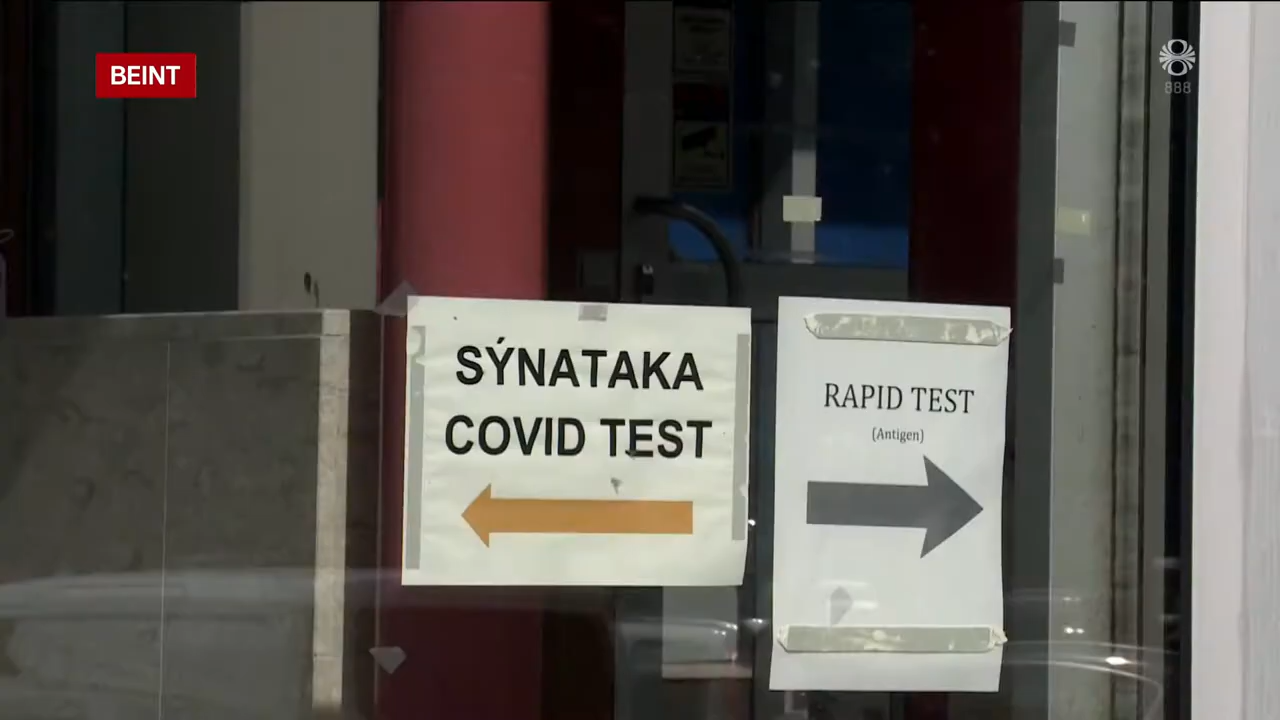 BEINT
888
SÝNATAKA
COVID TEST
RAPID TEST
(Antigen)